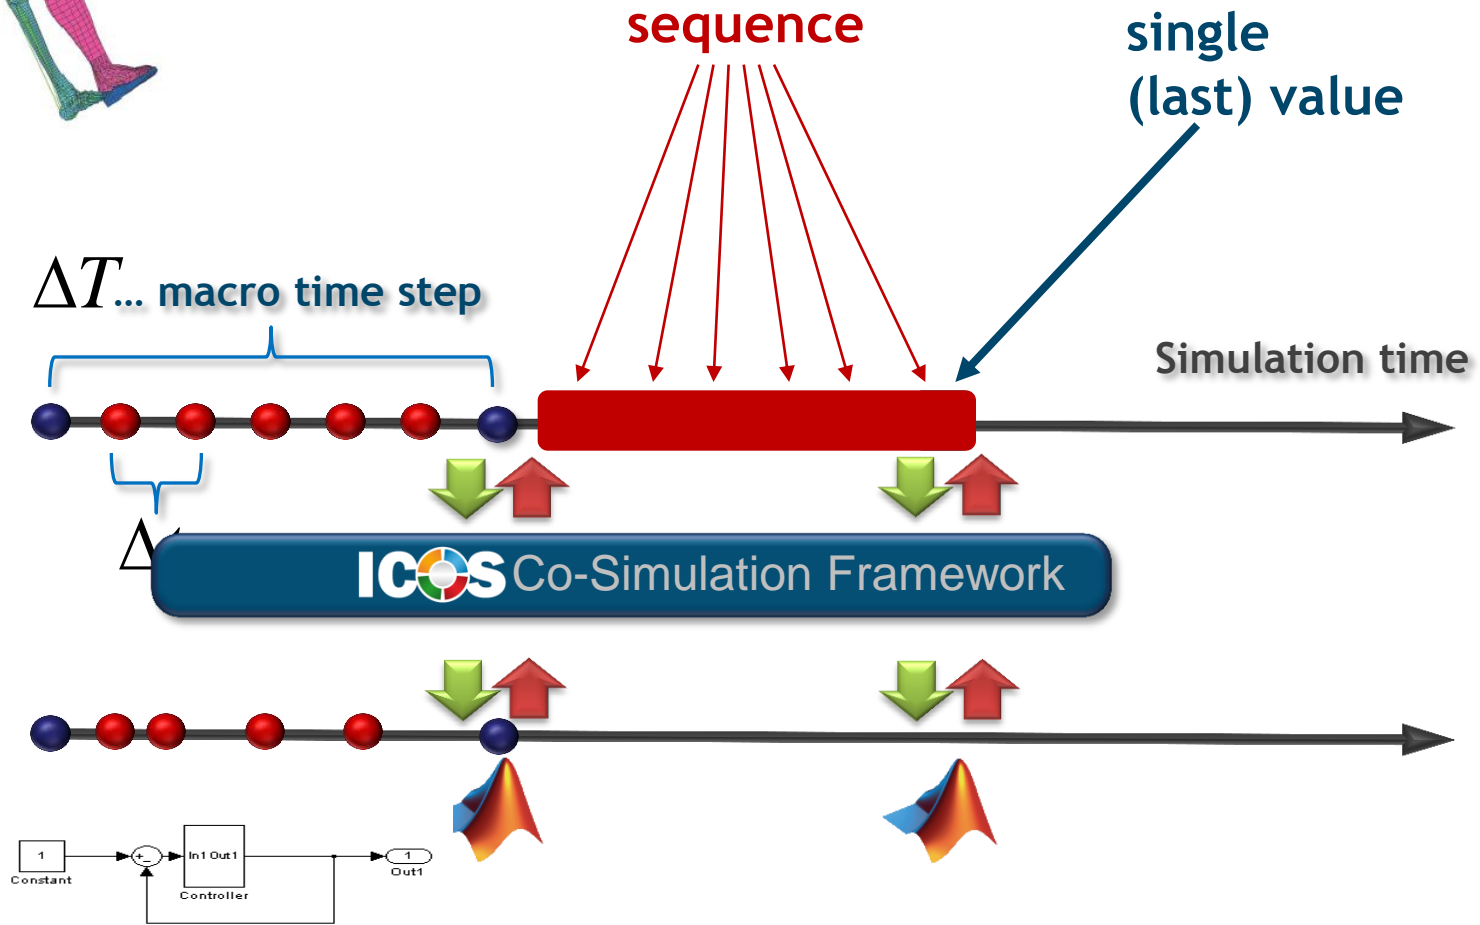 sequence
single
(last) value
ΔT... macro time step
Simulation time
Δ
ICOS Co-Simulation Framework
1
Constant
+
-
In1 Out1
Controller
1
Out1